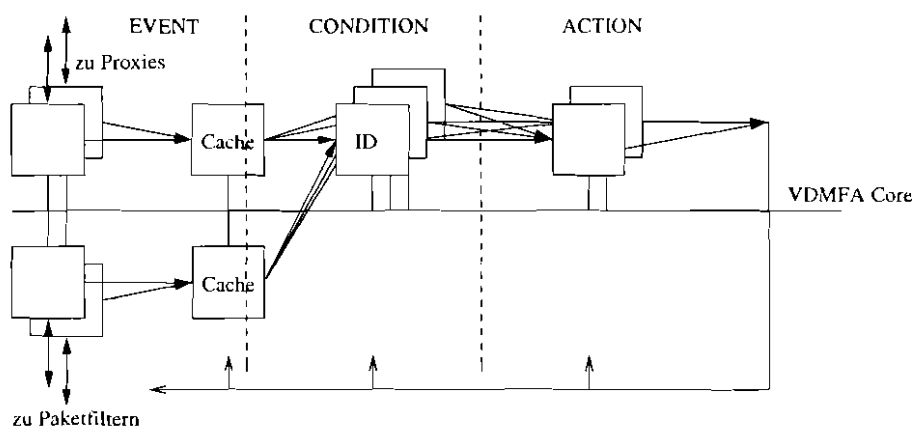 EVENT
CONDITION
ACTION
zu Proxies
Cache
ID
VDMFA Core
Cache
zu Paketfiltern